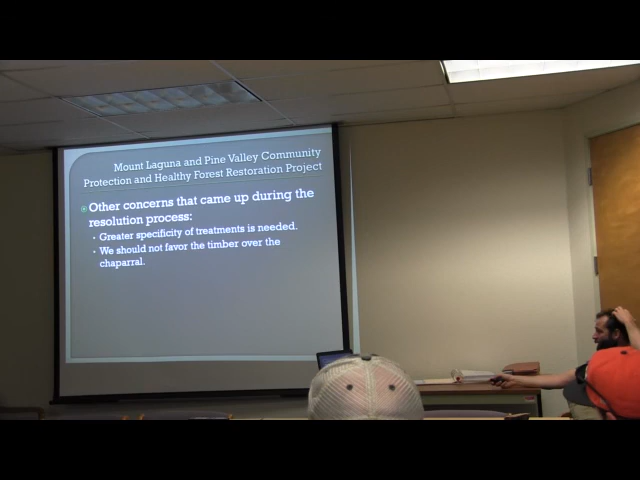 Mount Laguna and Pine Valley Community
Protection and Healthy Forest Restoration Project
Other concerns that came up during the
resolution process:
Greater specificity of treatments is needed.
We should not favor the timber over the
chaparral.